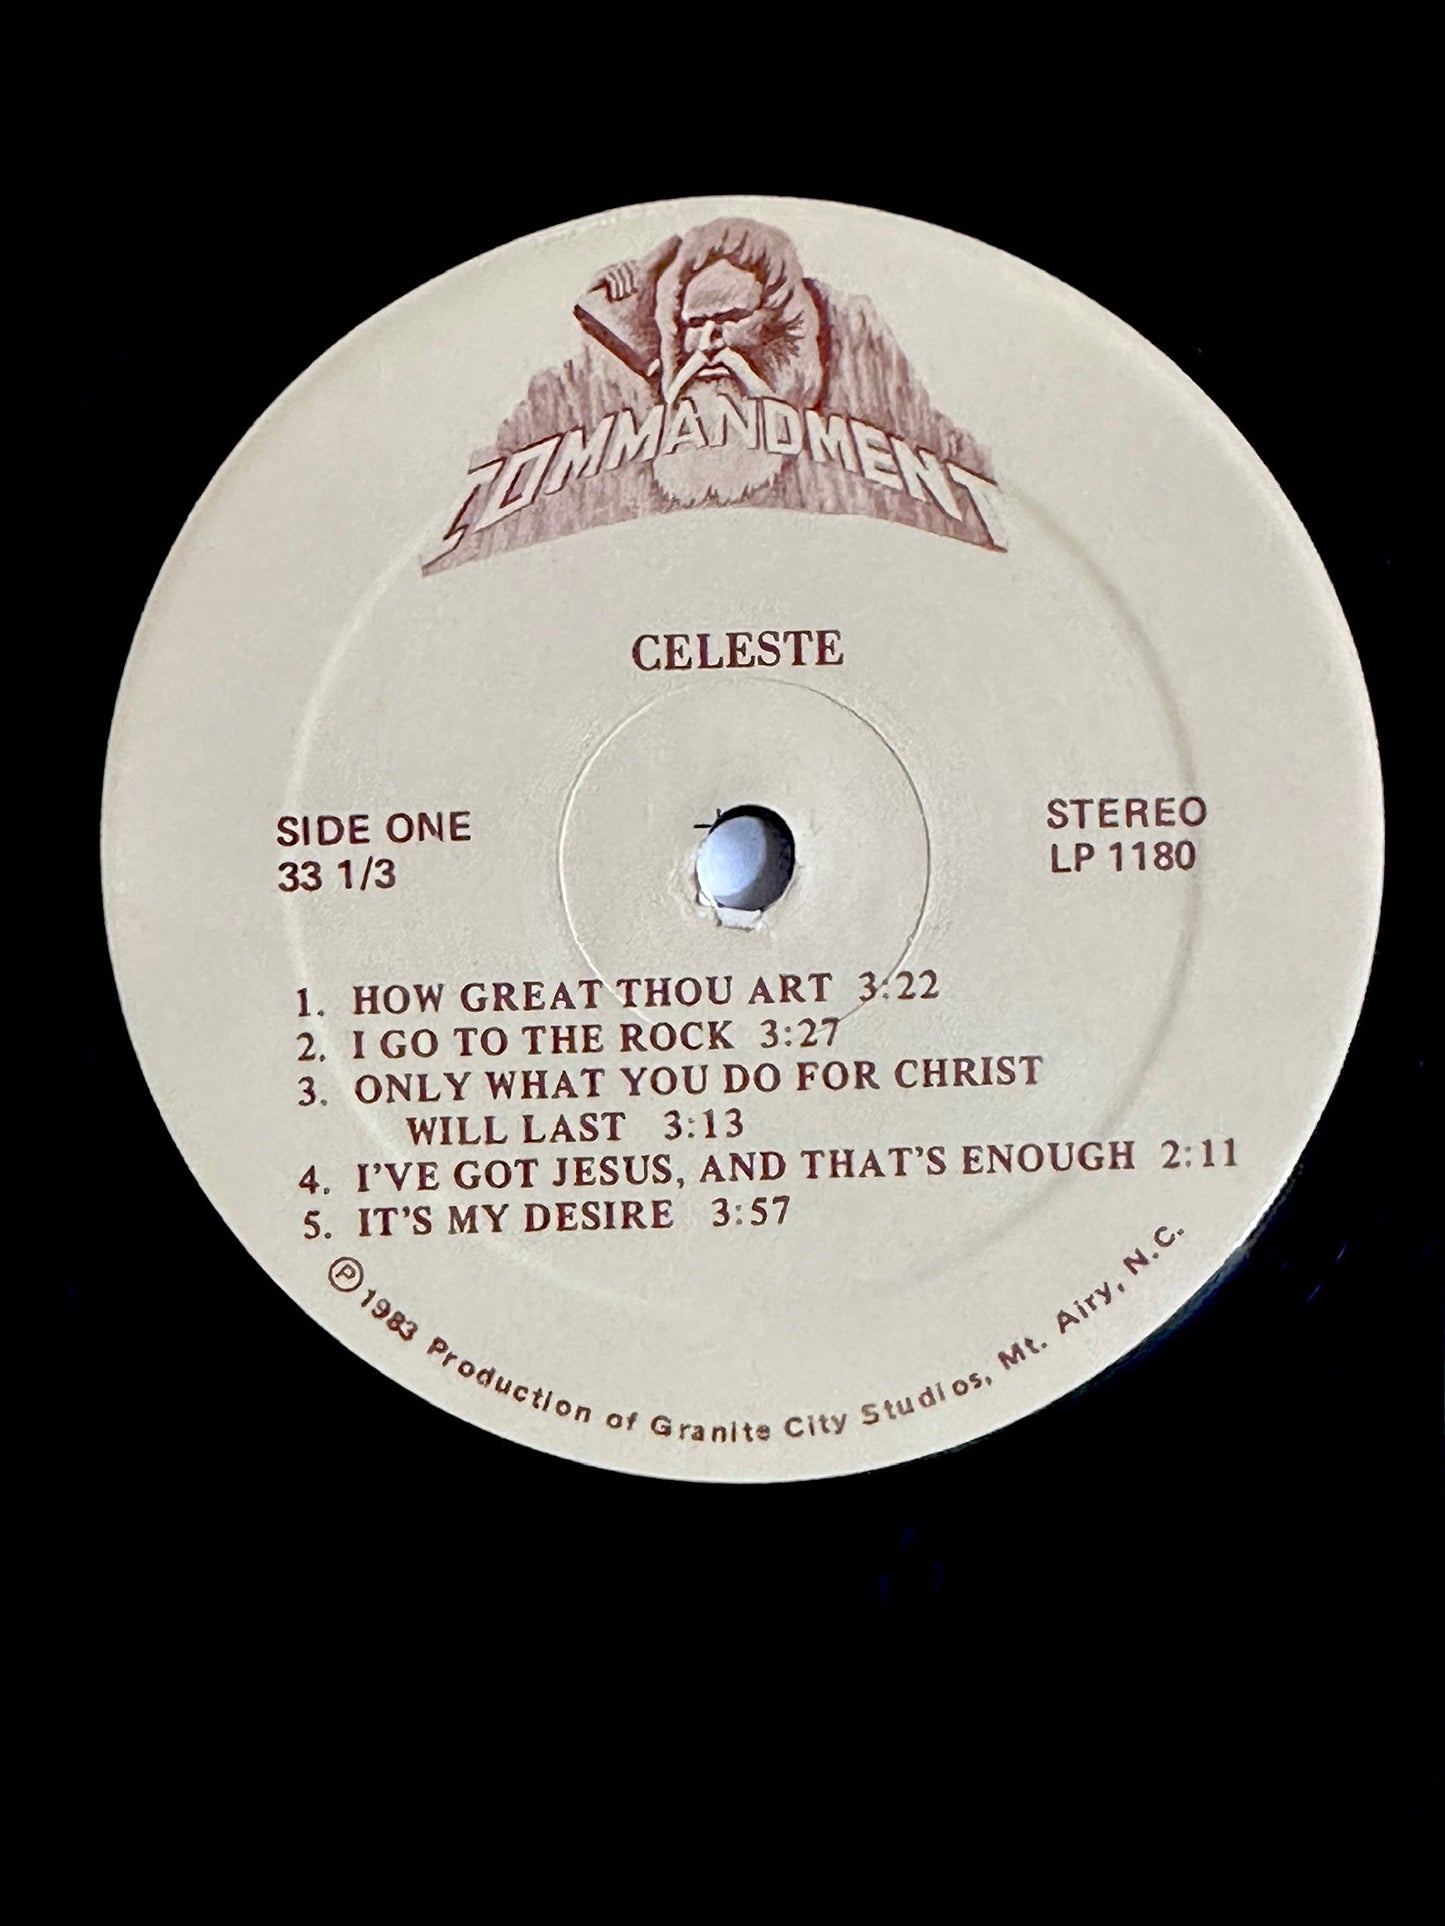 COMMANDMENT
CELESTE
SIDE ONE
33 1/3
STEREO
LP 1180
1. HOW GREAT THOU ART 3:22
2. I GO TO THE ROCK 3:27
3. ONLY WHAT YOU DO FOR CHRIST
WILL LAST 3:13
4. I'VE GOT JESUS, AND THAT'S ENOUGH 2:11
5. IT'S MY DESIRE 3:57
℗1983 Production of Granite City Studios, Mt. Airy, N.C.